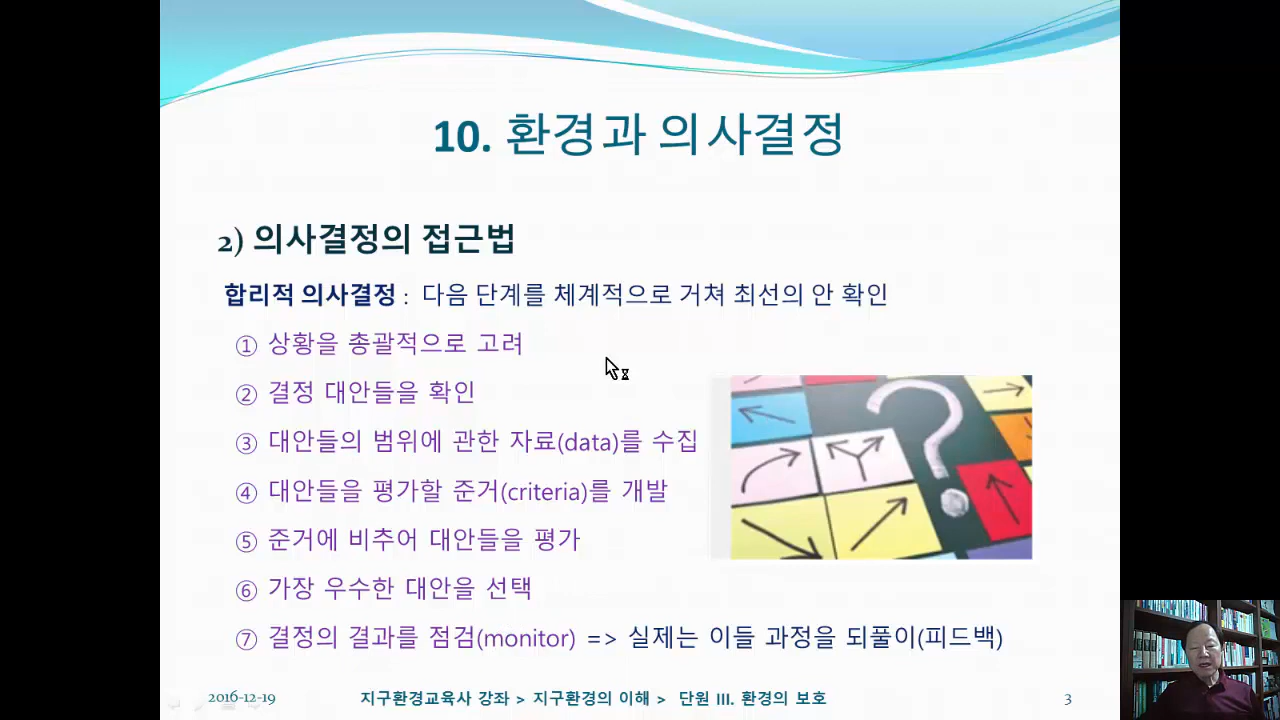 10. 환경과 의사결정
2) 의사결정의 접근법
합리적 의사결정 : 다음 단계를 체계적으로 거쳐 최선의 안 확인
① 상황을 총괄적으로 고려
② 결정 대안들을 확인
③ 대안들의 범위에 관한 자료(data)를 수집
④ 대안들을 평가할 준거(criteria)를 개발
⑤ 준거에 비추어 대안들을 평가
⑥ 가장 우수한 대안을 선택
⑦ 결정의 결과를 점검(monitor) => 실제는 이들 과정을 되풀이(피드백)
?
2016-12-19 지구환경교육사 강좌 > 지구환경의 이해 > 단원 III. 환경의 보호 3